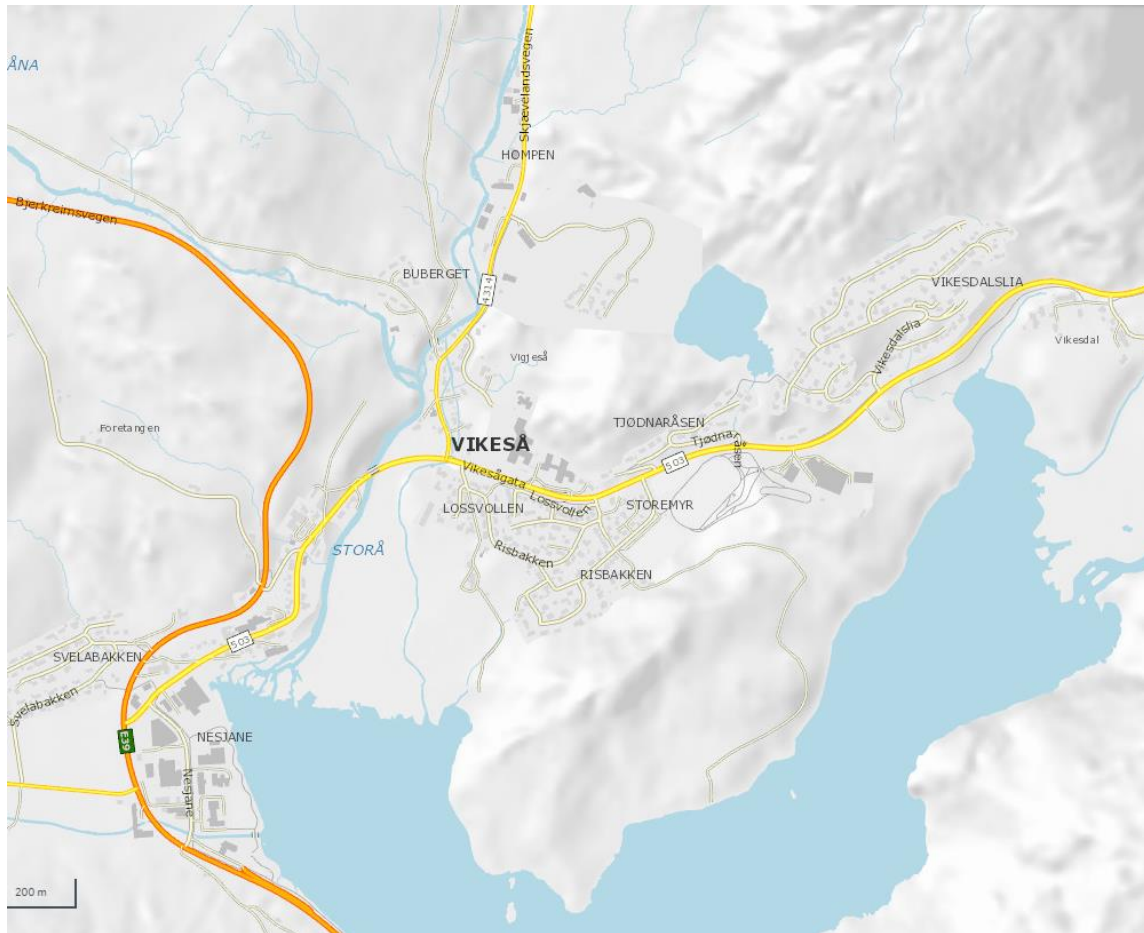 ÅNA
Skjævelandsvegen
HOMPEN
Bjerkreimsvegen
BUBERGET
4314
VIKESDALSLIA
Vikesdalslia
Vikesdal
Vigjeså
Foretangen
TJØDNARÅSEN
Tjødnaråsen
VIKESÅ
503
Vikesågata
Lossvollen
LOSSVOLLEN
STOREMYR
STORÅ
Risbakken
RISBAKKEN
503
SVELABAKKEN
Svelabakken
E39
NESJANE
Nesjane
200 m